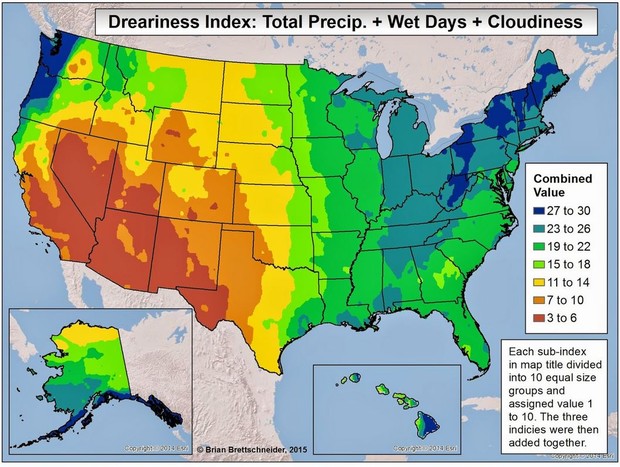 Dreariness Index: Total Precip. + Wet Days + Cloudiness
Combined
Value
27 to 30
23 to 26
19 to 22
15 to 18
11 to 14
7 to 10
3 to 6
Each sub-index
in map title divided
into 10 equal size
groups and
assigned value 1
to 10. The three
indicies were then
added together.
Copyright © 2014 Esri
© Brian Brettschneider, 2015
Copyright © 2014 Esri
Copyright © 2014 Esri